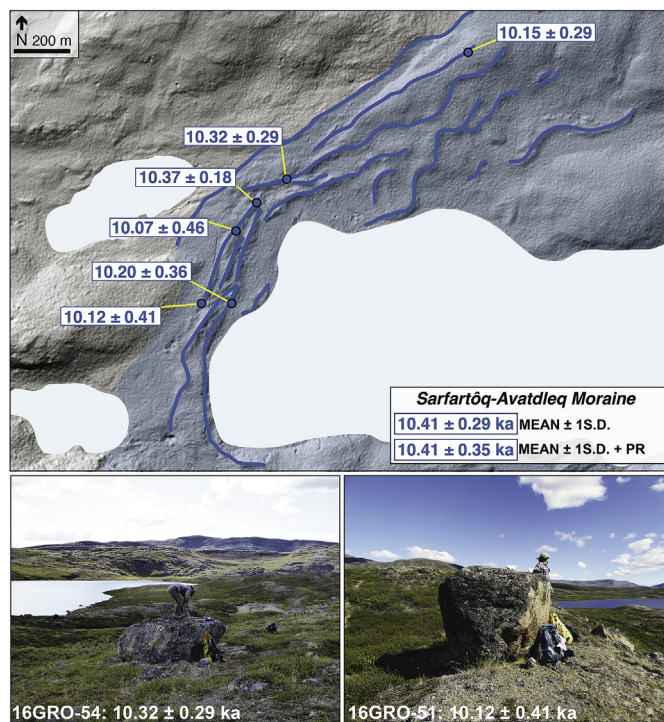 N 200 m
10.15 ± 0.29
10.32 ± 0.29
10.37 ± 0.18
10.07 ± 0.46
10.20 ± 0.36
10.12 ± 0.41
Sarfartôq-Avatdleq Moraine
10.41 ± 0.29 ka MEAN ± 1S.D.
10.41 ± 0.35 ka MEAN ± 1S.D. + PR
16GRO-54: 10.32 ± 0.29 ka
16GRO-51: 10.12 ± 0.41 ka